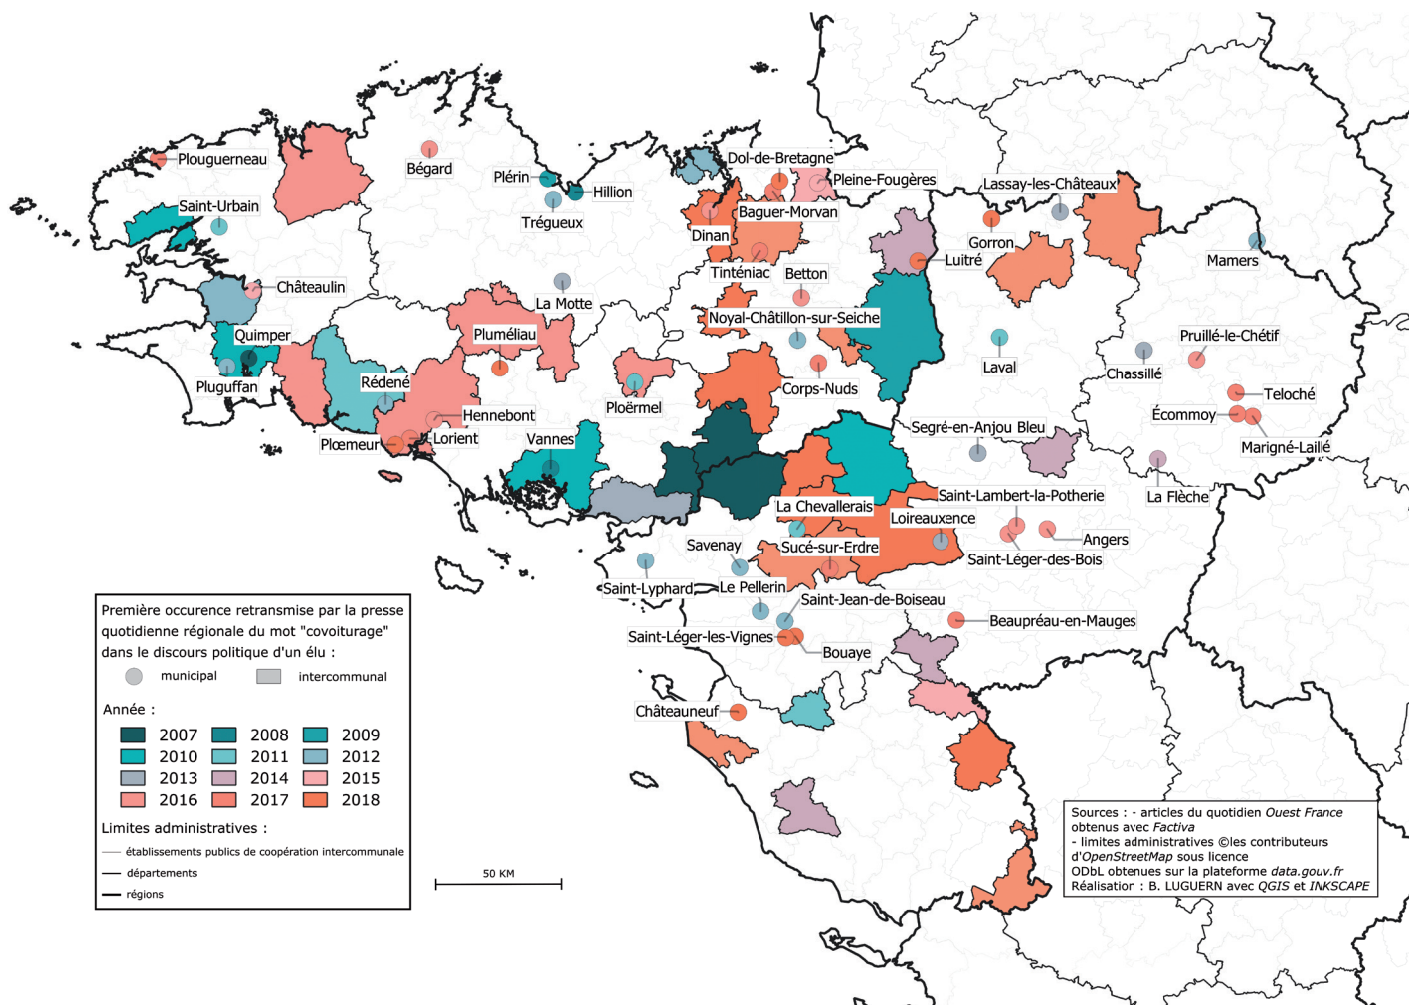 Plouguerneau
Bégard
Plérin
Hillion
Trégueux
Saint-Urbain
Dol-de-Bretagne
Pleine-Fougères
Baguer-Morvan
Dinan
Tinténiac
Betton
Lassay-les-Châteaux
Gorron
Luitré
Mamers
Châteaulin
La Motte
Noyal-Châtillon-sur-Seiche
Quimper
Pluméliau
Pluguffan
Rédené
Ploërmel
Corps-Nuds
Laval
Chassillé
Pruillé-le-Chétif
Teloché
Écommoy
Marigné-Laillé
Hennebont
Lorient
Plœmeur
Vannes
Segré-en-Anjou Bleu
La Flèche
La Chevallerais
Saint-Lambert-la-Potherie
Loireauxence
Angers
Saint-Léger-des-Bois
Savenay
Sucé-sur-Erdre
Saint-Lyphard
Le Pellerin
Saint-Jean-de-Boiseau
Saint-Léger-les-Vignes
Bouaye
Beaupréau-en-Mauges
Châteauneuf
Première occurence retransmise par la presse
quotidienne régionale du mot "covoiturage"
dans le discours politique d'un élu :
municipal intercommunal
Année :
2007 2008 2009
2010 2011 2012
2013 2014 2015
2016 2017 2018
Limites administratives :
établissements publics de coopération intercommunale
départements
régions
50 KM
Sources : - articles du quotidien Ouest France
obtenus avec Factiva
- limites administratives ©les contributeurs
d'OpenStreetMap sous licence
ODbL obtenues sur la plateforme data.gouv.fr
Réalisatior : B. LUGUERN avec QGIS et INKSCAPE